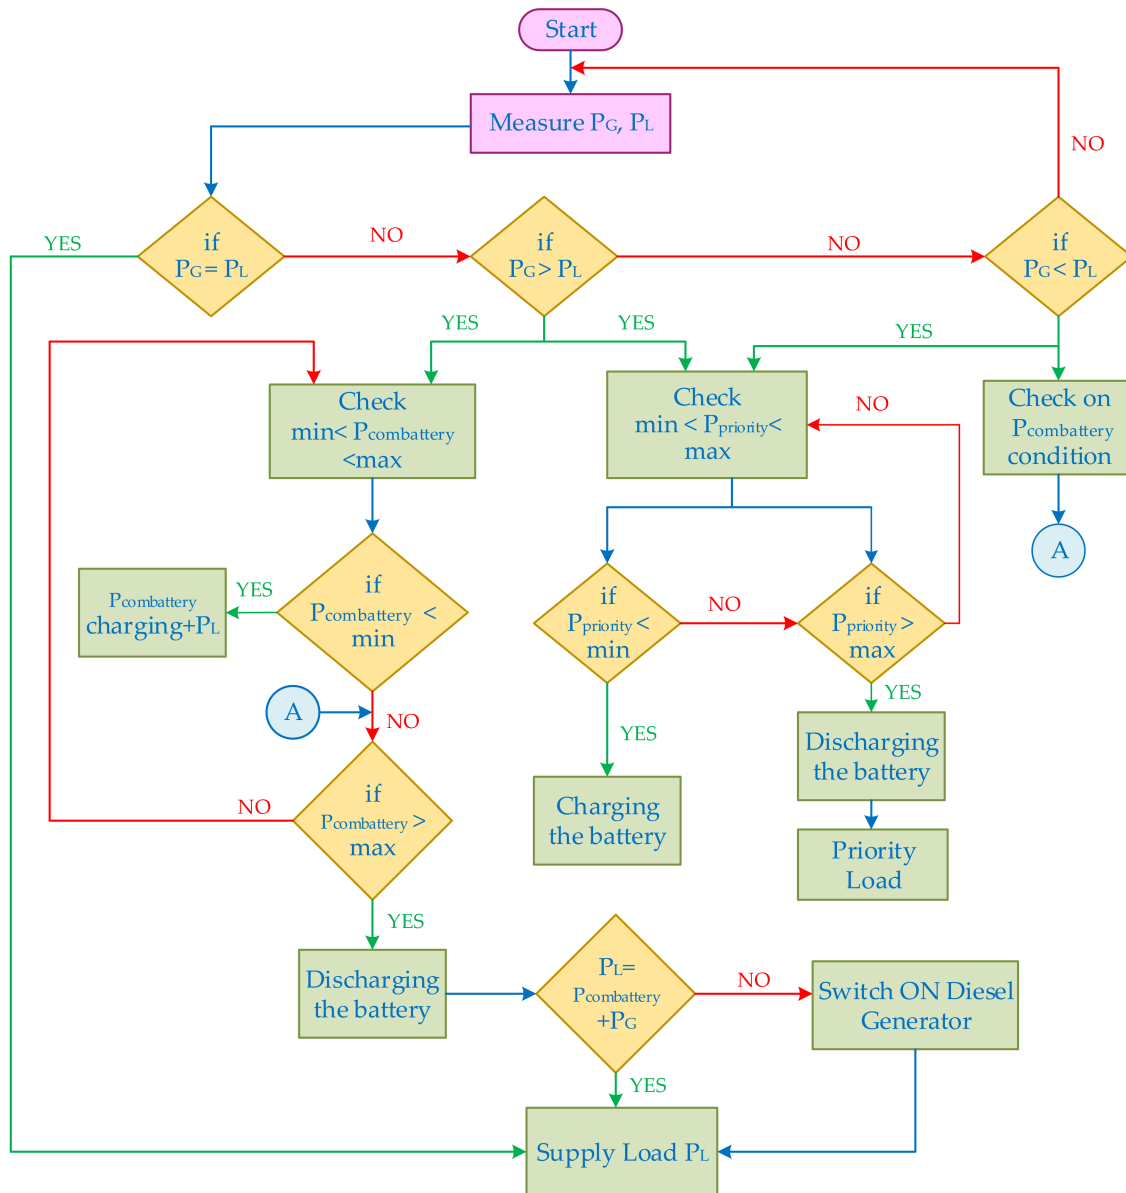 Start
Measure PG, PL
NO
YES
NO
NO
if
PG= PL
if
PG> PL
if
PG< PL
YES
YES
YES
Check
min< Pcombattery
<max
Check
min < Ppriority<
max
NO
Check on
Pcombattery
condition
A
Pcombattery
charging+PL
YES
if
Pcombattery <
min
if
Ppriority<
min
NO
if
Ppriority>
max
A
NO
YES
YES
Discharging
the battery
NO
if
Pcombattery>
max
Charging
the battery
Priority
Load
YES
Discharging
the battery
PL=
Pcombattery
+PG
NO
Switch ON Diesel
Generator
YES
Supply Load PL